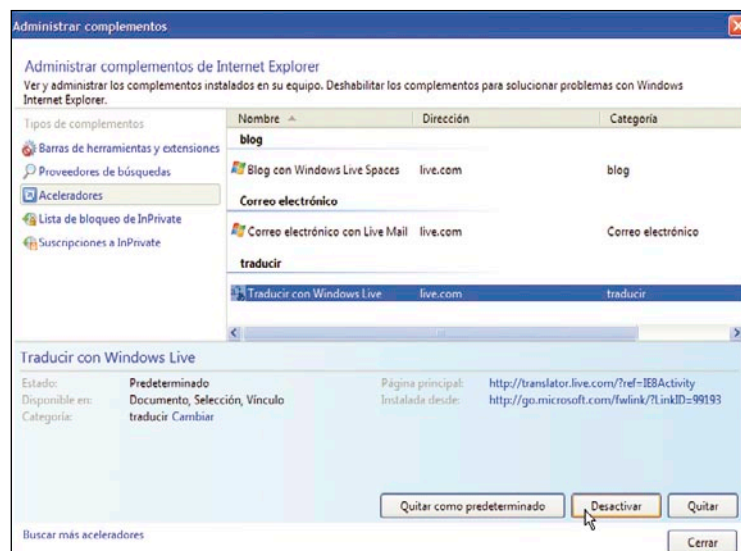 Administrar complementos
Administrar complementos de Internet Explorer
Ver y administrar los complementos instalados en su equipo. Deshabilitar los complementos para solucionar problemas con Windows
Internet Explorer.
Tipos de complementos
Barras de herramientas y extensiones
Proveedores de búsquedas
Aceleradores
Lista de bloqueo de InPrivate
Suscripciones a InPrivate
Nombre Dirección Categoría
blog
Blog con Windows Live Spaces live.com blog
Correo electrónico
Correo electrónico con Live Mail live.com Correo electrónico
traducir
Traducir con Windows Live live.com traducir
Traducir con Windows Live
Estado: Predeterminado
Disponible en: Documento, Selección, Vínculo
Categoría: traducir Cambiar
Página principal: http://translator.live.com/?ref=IE8Activity
Instalada desde: http://go.microsoft.com/fwlink/?LinkID=99193
Quitar como predeterminado Desactivar Quitar
Buscar más aceleradores
Cerrar